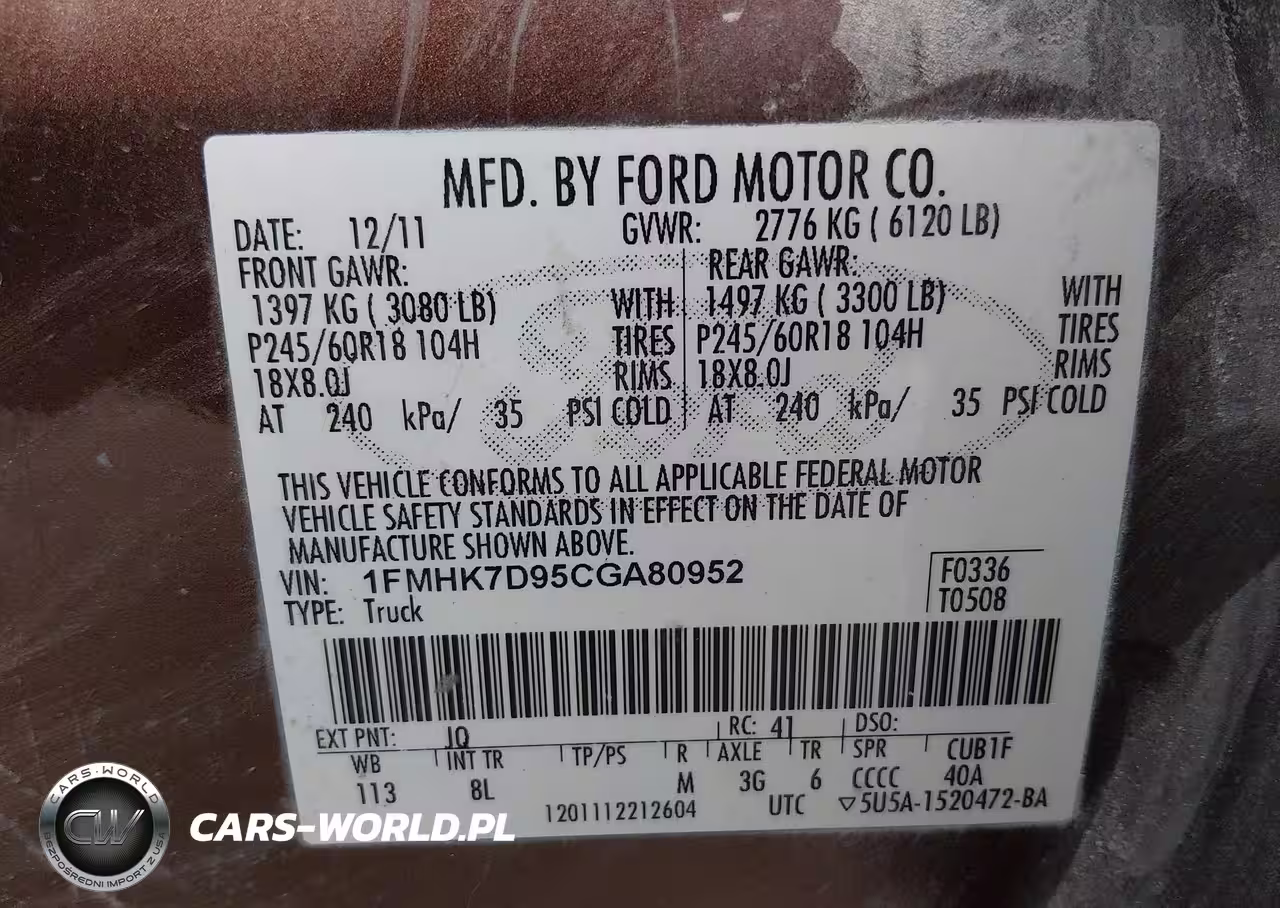 MFD. BY FORD MOTOR CO.
DATE: 12/11 GVWR: 2776 KG ( 6120 LB)
FRONT GAWR: REAR GAWR:
1397 KG ( 3080 LB) WITH 1497 KG ( 3300 LB) WITH
P245/60R18 104H TIRES P245/60R18 104H TIRES
18X8.0J RIMS 18X8.0J RIMS
AT 240 kPa/ 35 PSI COLD AT 240 kPa/ 35 PSI COLD
THIS VEHICLE CONFORMS TO ALL APPLICABLE FEDERAL MOTOR
VEHICLE SAFETY STANDARDS IN EFFECT ON THE DATE OF
MANUFACTURE SHOWN ABOVE.
VIN: 1FMHK7D95CGA80952 F0336
TYPE: Truck T0508
EXT PNT: JQ RC: 41 DSO:
WB INT TR TP/PS R AXLE TR SPR CUB1F
113 8L M 3G 6 CCCC 40A
1201112212604 UTC ▽5U5A-1520472-BA
CARS-WORLD
CW
BEZPOŚREDNI IMPORT Z USA
CARS-WORLD.PL